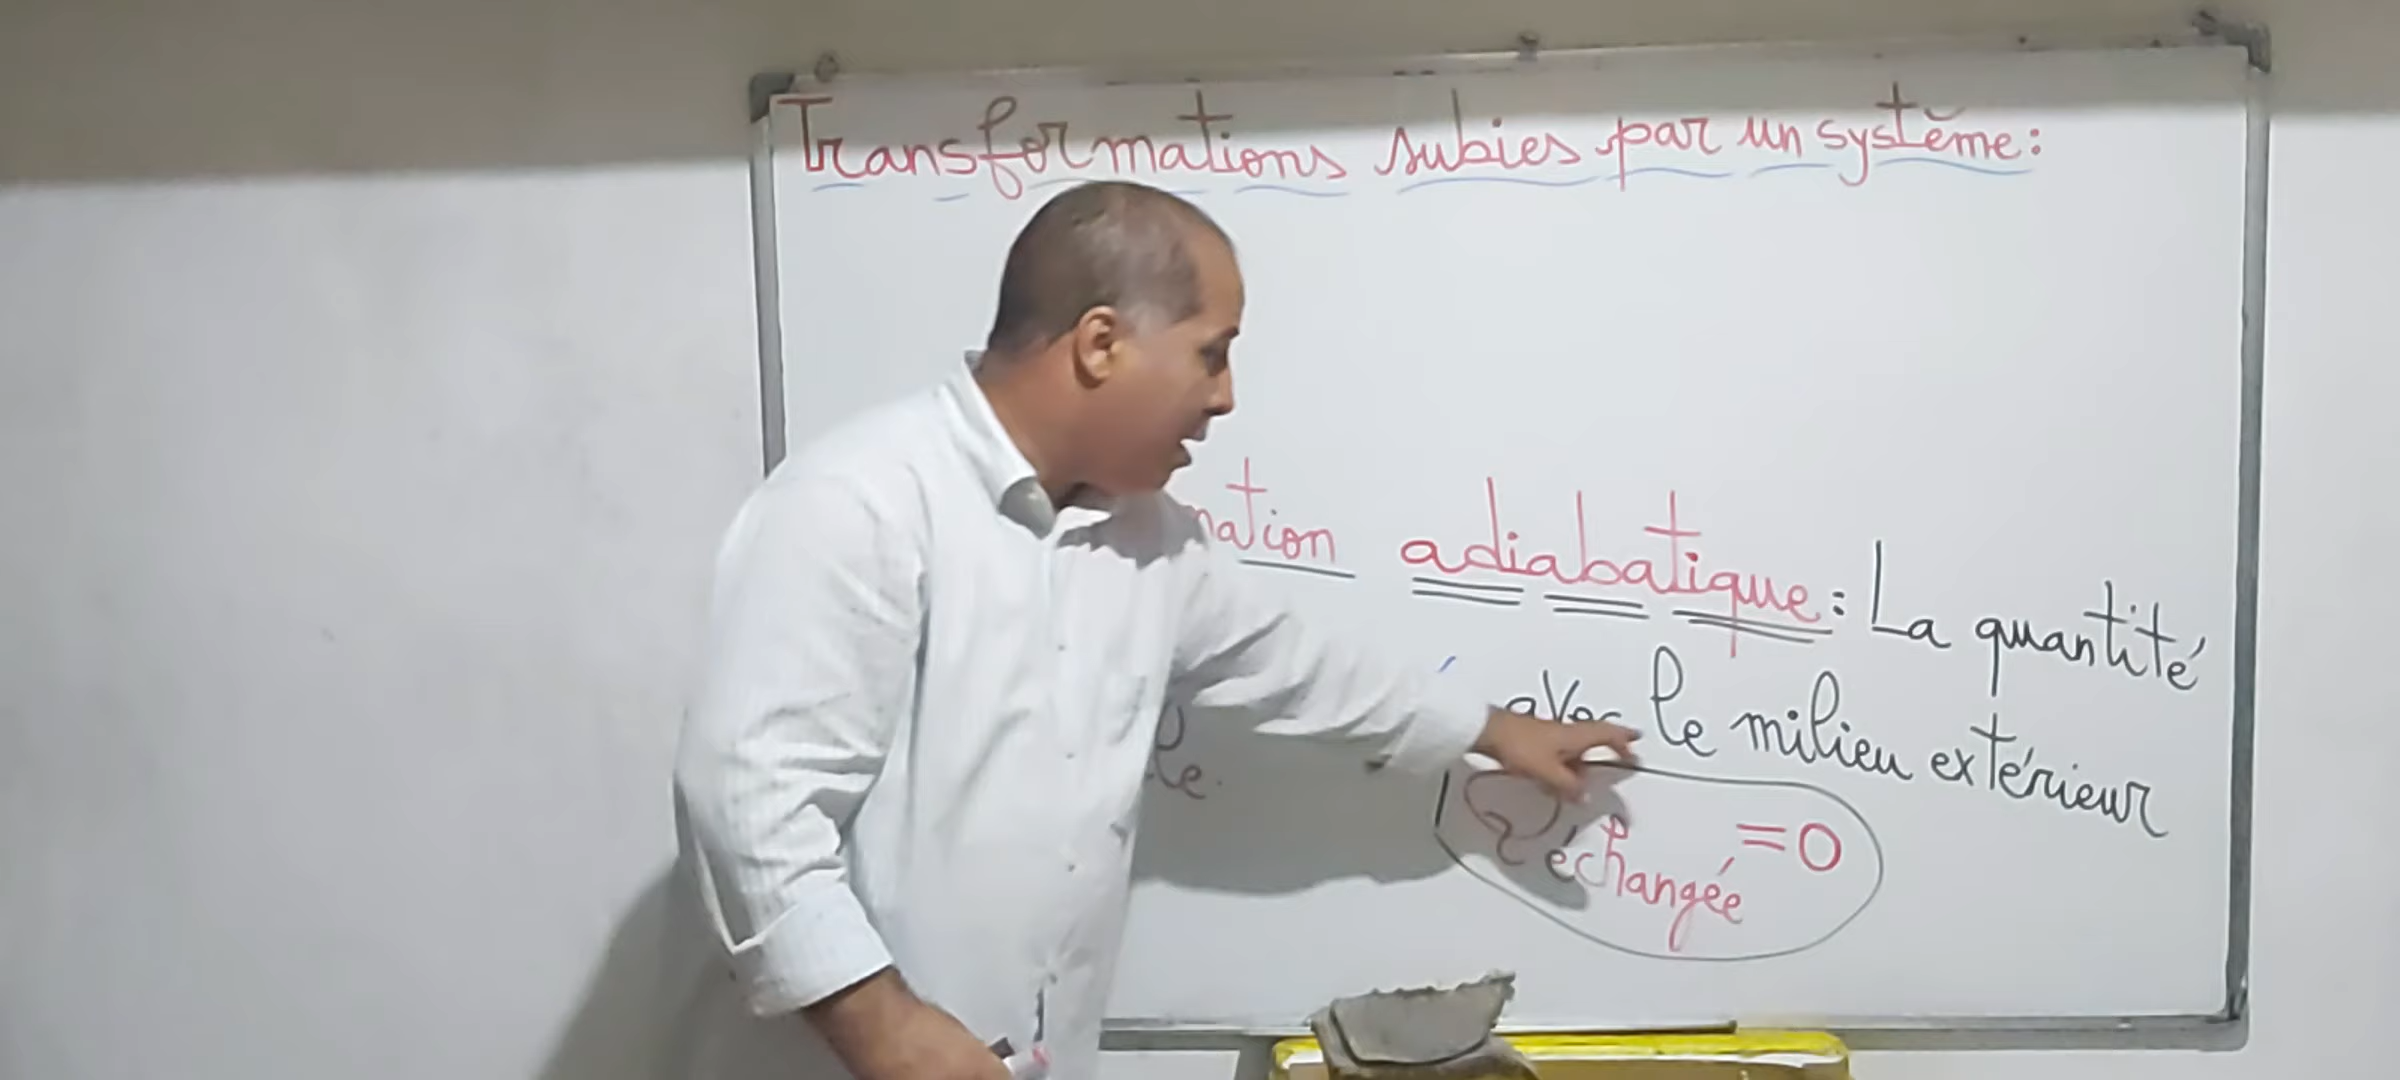 Transformations subies par un système:
mation adiabatique: La quantité
avec le milieu extérieur
le.
Q échangée = 0